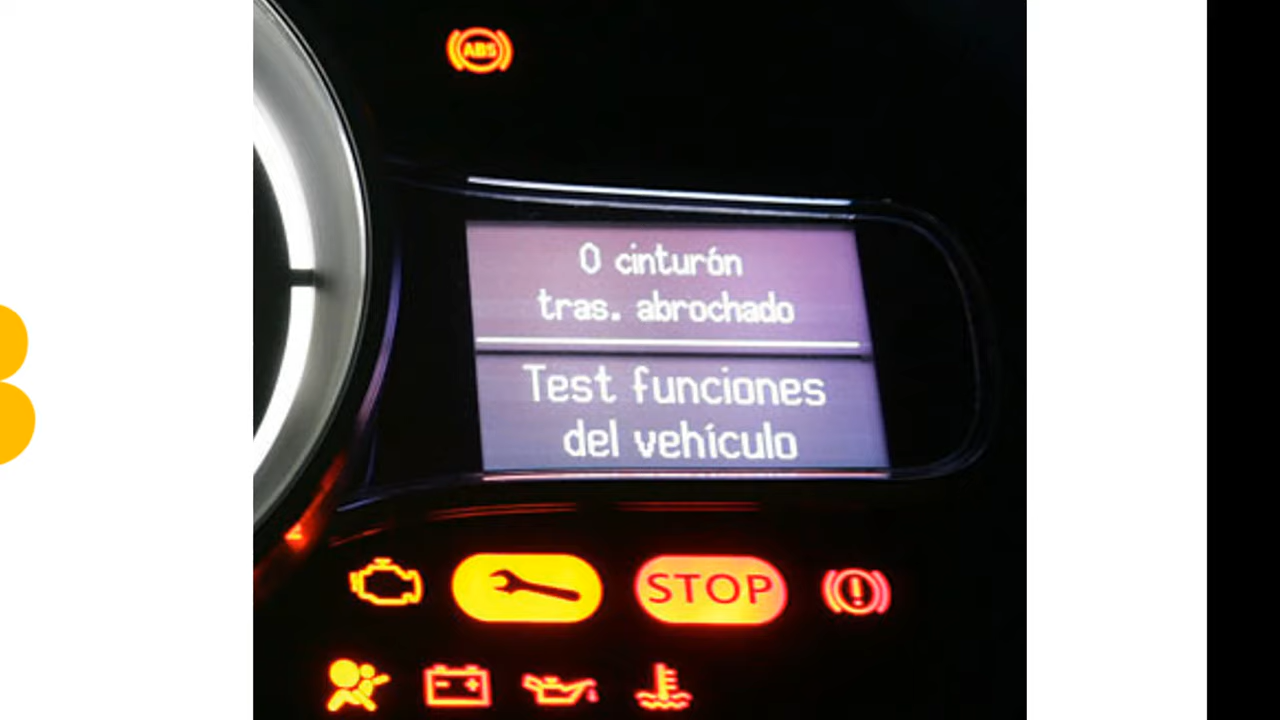 ABS
0 cinturón
tras. abrochado
Test funciones
del vehículo
STOP